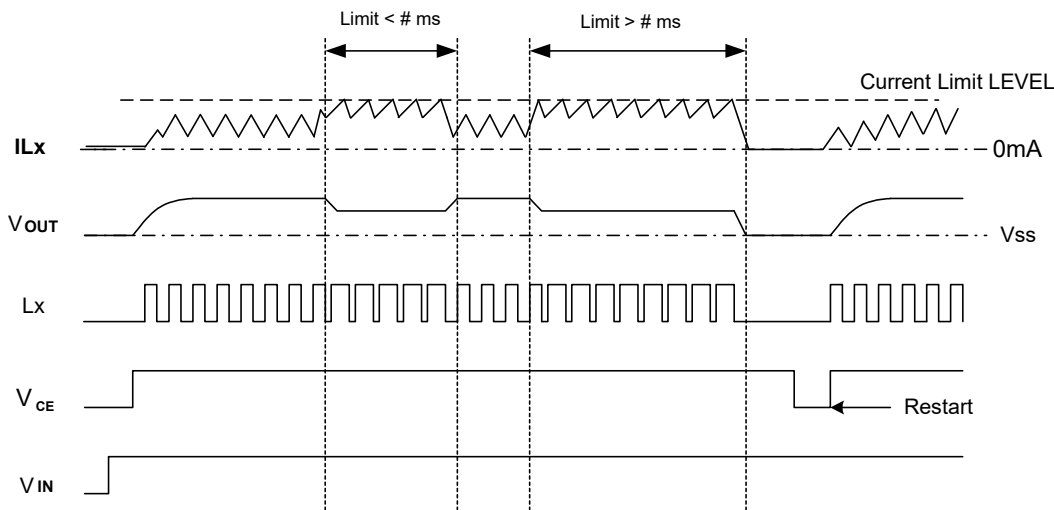 Limit < # ms
Limit > # ms
Current Limit LEVEL
ILx
0mA
VOUT
Vss
Lx
VCE
Restart
VIN